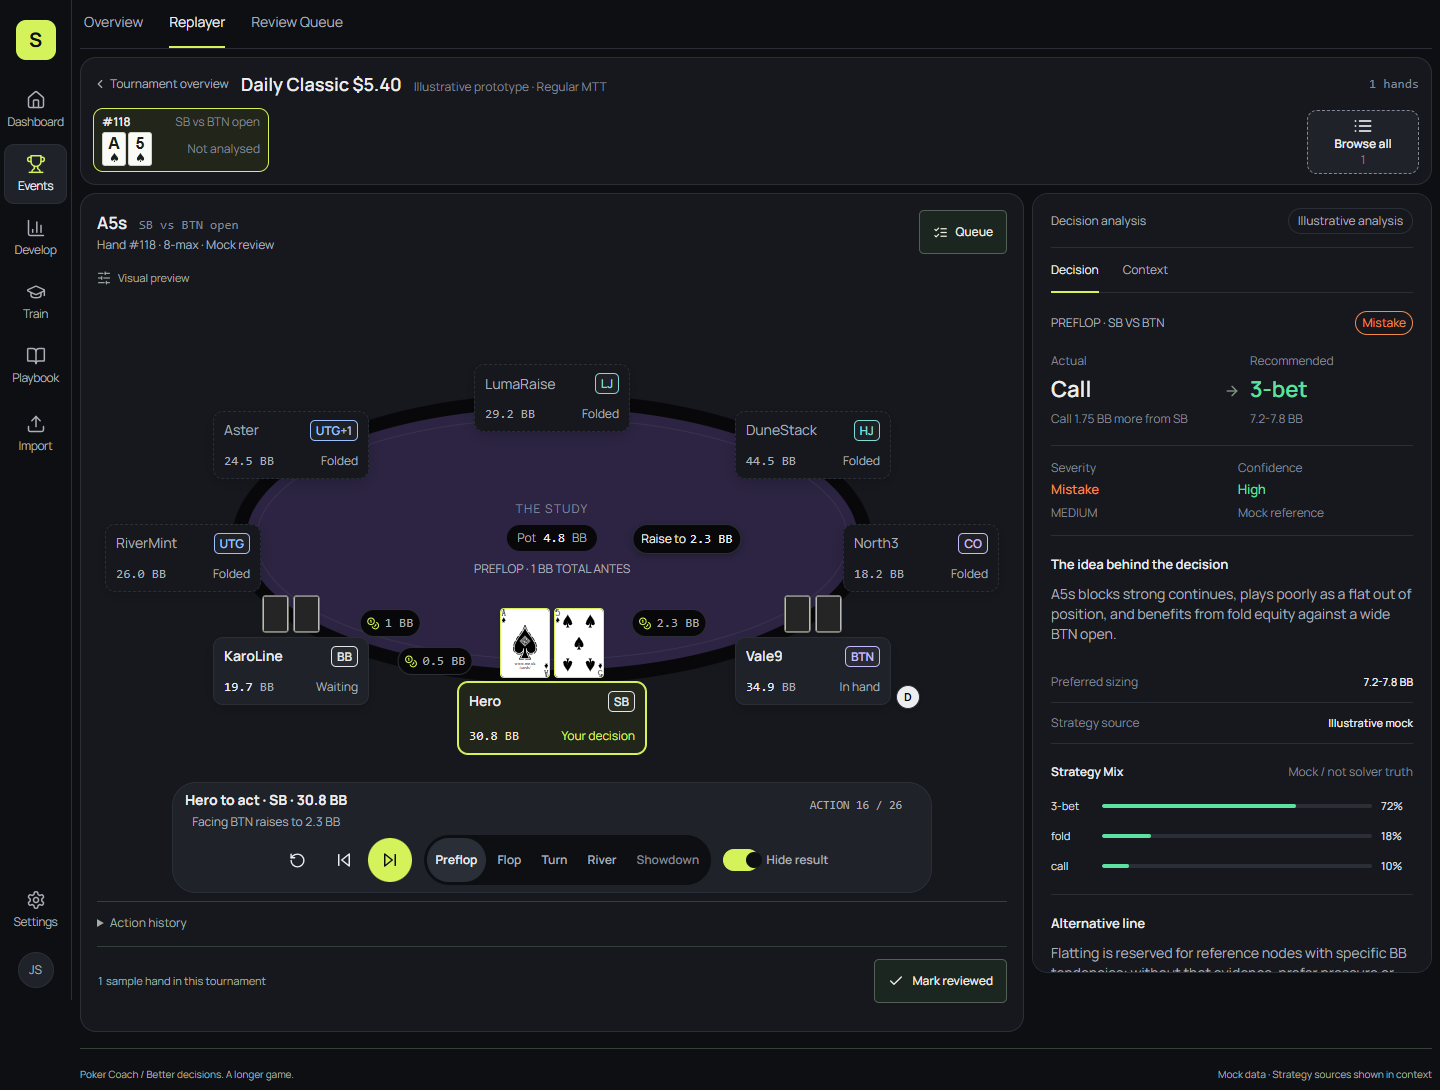 S
Dashboard
Events
Develop
Train
Playbook
Import
Settings
JS
Overview
Replayer
Review Queue
Tournament overview
Daily Classic $5.40
Illustrative prototype · Regular MTT
1 hands
#118
SB vs BTN open
A
5
Not analysed
Browse all
1
A5s
SB vs BTN open
Hand #118 · 8-max · Mock review
Queue
Visual preview
LumaRaise
LJ
29.2 BB
Folded
Aster
UTG+1
24.5 BB
Folded
DuneStack
HJ
44.5 BB
Folded
THE STUDY
Pot 4.8 BB
Raise to 2.3 BB
PREFLOP · 1 BB TOTAL ANTES
RiverMint
UTG
26.0 BB
Folded
North3
CO
18.2 BB
Folded
1 BB
2.3 BB
0.5 BB
KaroLine
BB
19.7 BB
Waiting
Vale9
BTN
34.9 BB
In hand
D
Hero
SB
30.8 BB
Your decision
Hero to act · SB · 30.8 BB
Facing BTN raises to 2.3 BB
ACTION 16 / 26
Preflop
Flop
Turn
River
Showdown
Hide result
Action history
1 sample hand in this tournament
Mark reviewed
Decision analysis
Illustrative analysis
Decision
Context
PREFLOP · SB VS BTN
Mistake
Actual
Recommended
Call
→
3-bet
Call 1.75 BB more from SB
7.2-7.8 BB
Severity
Confidence
Mistake
High
MEDIUM
Mock reference
The idea behind the decision
A5s blocks strong continues, plays poorly as a flat out of
position, and benefits from fold equity against a wide
BTN open.
Preferred sizing
7.2-7.8 BB
Strategy source
Illustrative mock
Strategy Mix
Mock / not solver truth
3-bet
72%
fold
18%
call
10%
Alternative line
Flatting is reserved for reference nodes with specific BB
tendencies; without that evidence, prefer pressure or
Poker Coach / Better decisions. A longer game.
Mock data · Strategy sources shown in context